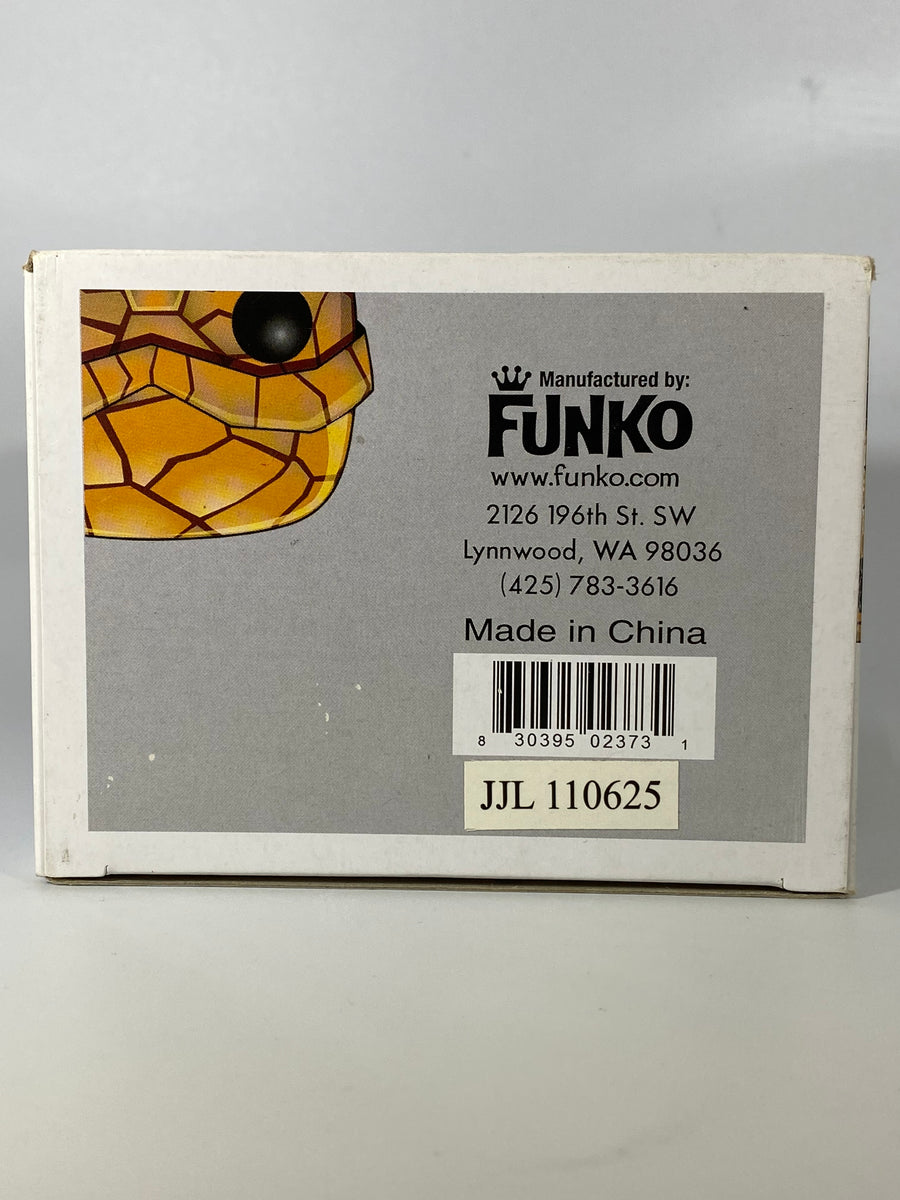 Manufactured by:
FUNKO
www.funko.com
2126 196th St. SW
Lynnwood, WA 98036
(425) 783-3616
Made in China
8 30395 02373 1
JJL 110625